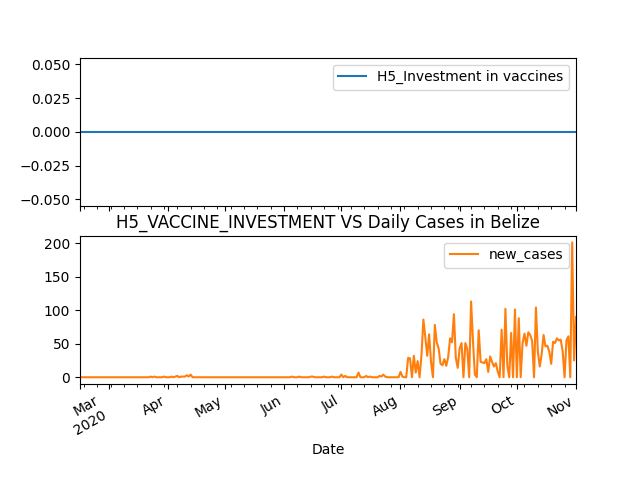 0.050
0.025
0.000
−0.025
−0.050
H5_Investment in vaccines
H5_VACCINE_INVESTMENT VS Daily Cases in Belize
200
150
100
50
0
new_cases
Mar
2020
Apr
May
Jun
Jul
Aug
Sep
Oct
Nov
Date